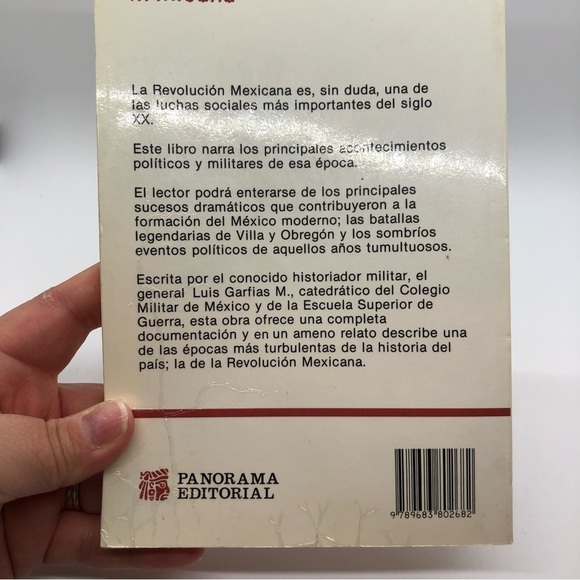 La Revolución Mexicana es, sin duda, una de
las luchas sociales más importantes del siglo
XX.
Este libro narra los principales acontecimientos
políticos y militares de esa época.
El lector podrá enterarse de los principales
sucesos dramáticos que contribuyeron a la
formación del México moderno; las batallas
legendarias de Villa y Obregón y los sombríos
eventos políticos de aquellos años tumultuosos.
Escrita por el conocido historiador militar, el
general Luis Garfias M., catedrático del Colegio
Militar de México y de la Escuela Superior de
Guerra, esta obra ofrece una completa
documentación y en un ameno relato describe una
de las épocas más turbulentas de la historia del
país; la de la Revolución Mexicana.
PANORAMA
EDITORIAL
9 789683 802682